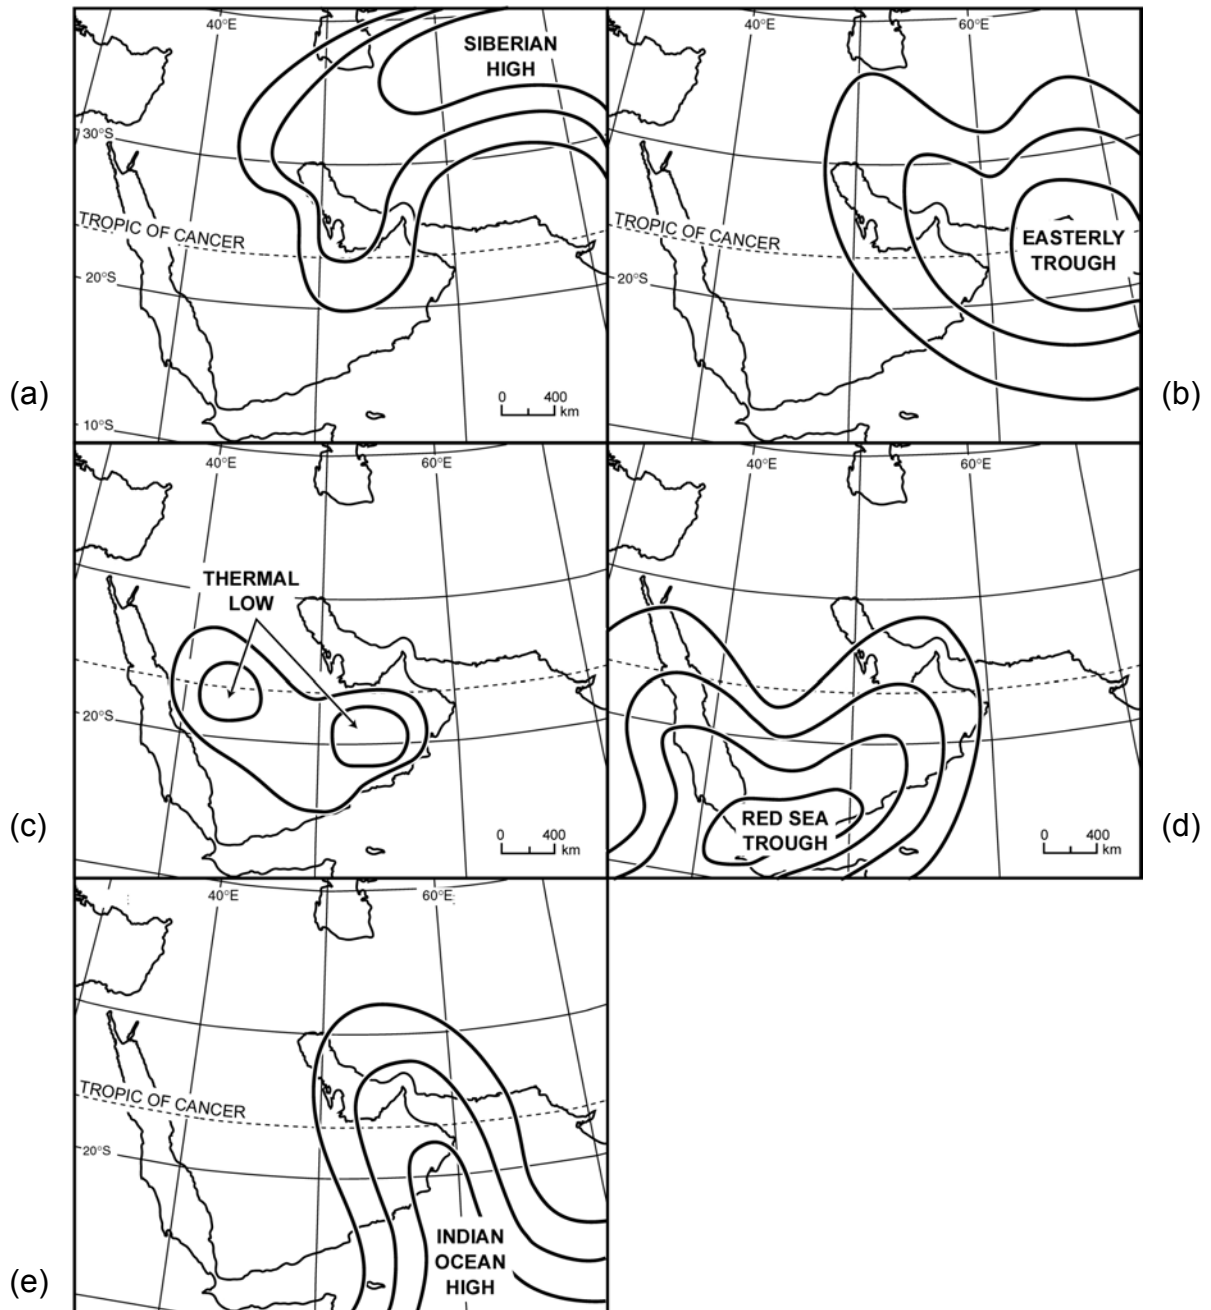 40°E
SIBERIAN
HIGH
30°S
TROPIC OF CANCER
20°S
10°S
0 400
km
(a)
40°E
60°E
TROPIC OF CANCER
20°S
EASTERLY
TROUGH
(b)
40°E
60°E
THERMAL
LOW
20°S
0 400
km
(c)
40°E
60°E
RED SEA
TROUGH
0 400
km
(d)
40°E
60°E
TROPIC OF CANCER
20°S
INDIAN
OCEAN
HIGH
(e)